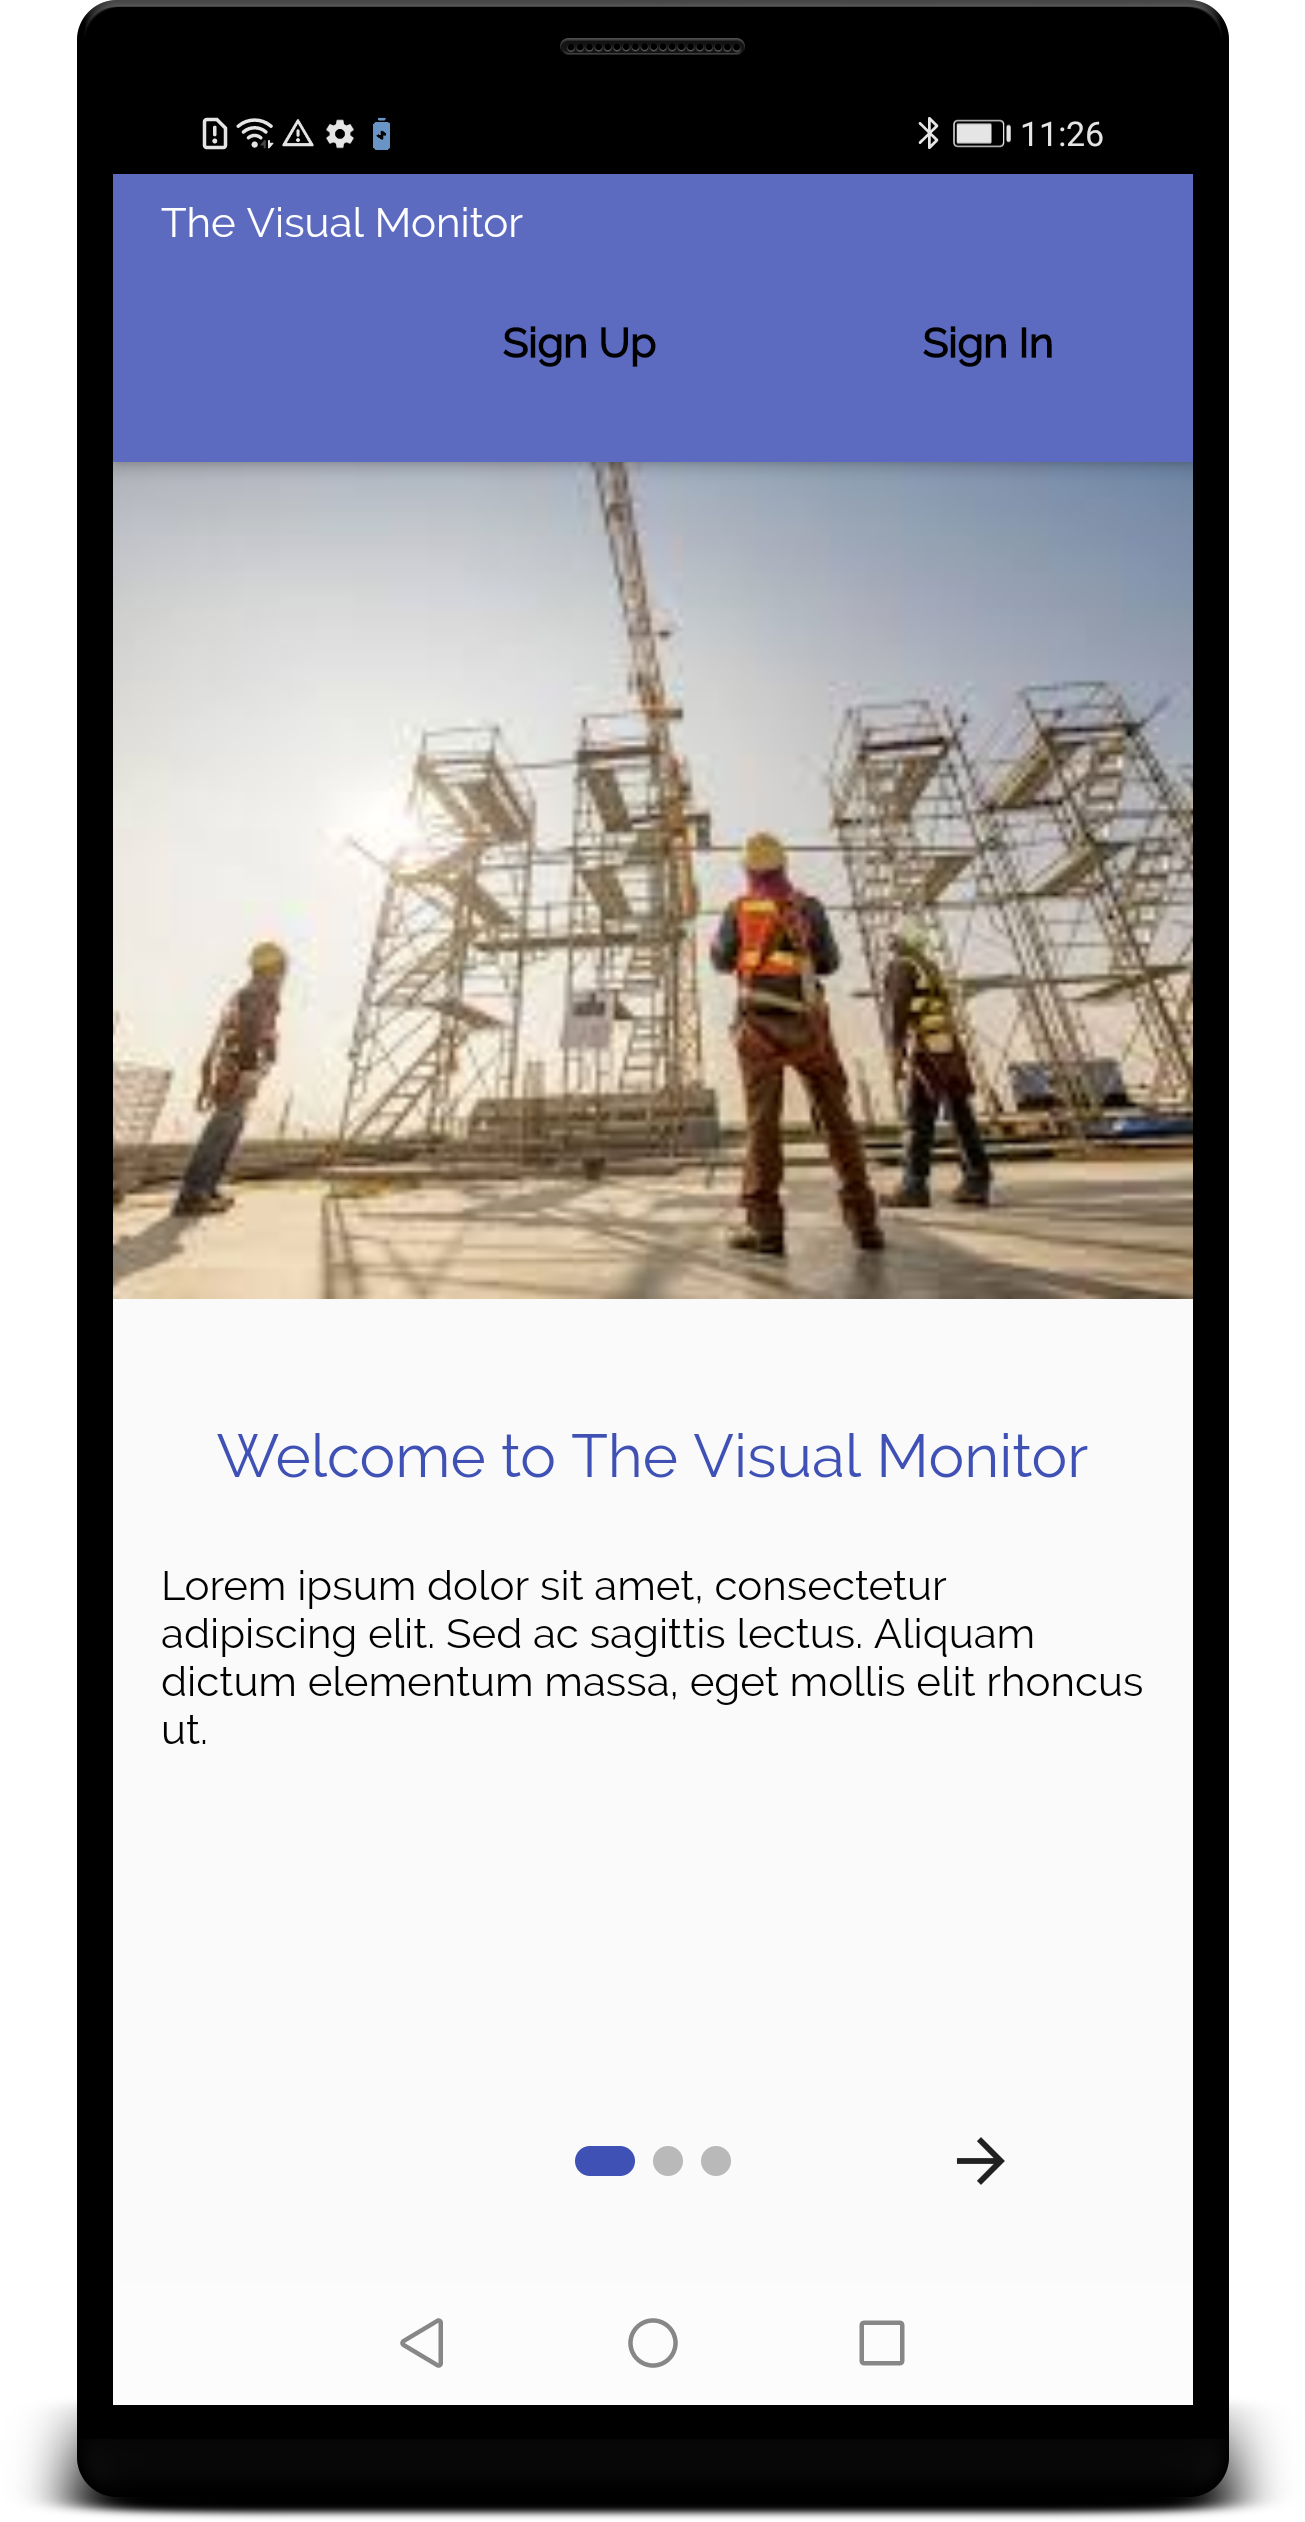 11:26
The Visual Monitor
Sign Up Sign In
Welcome to The Visual Monitor
Lorem ipsum dolor sit amet, consectetur
adipiscing elit. Sed ac sagittis lectus. Aliquam
dictum elementum massa, eget mollis elit rhoncus
ut.